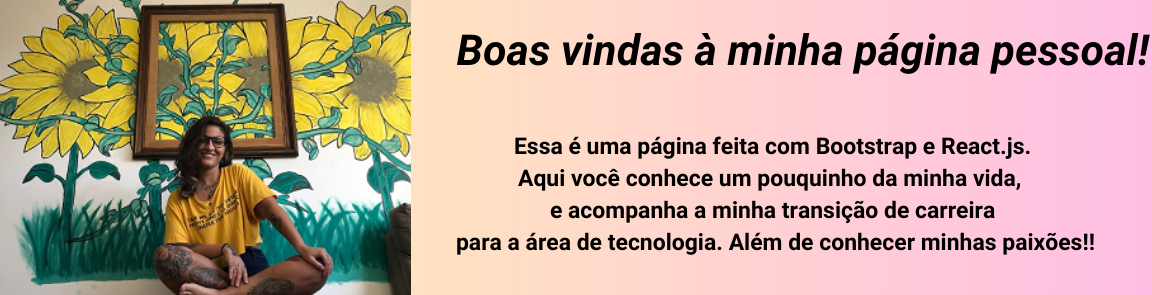 Boas vindas à minha página pessoal!
Essa é uma página feita com Bootstrap e React.js.
Aqui você conhece um pouquinho da minha vida,
e acompanha a minha transição de carreira
para a área de tecnologia. Além de conhecer minhas paixões!!